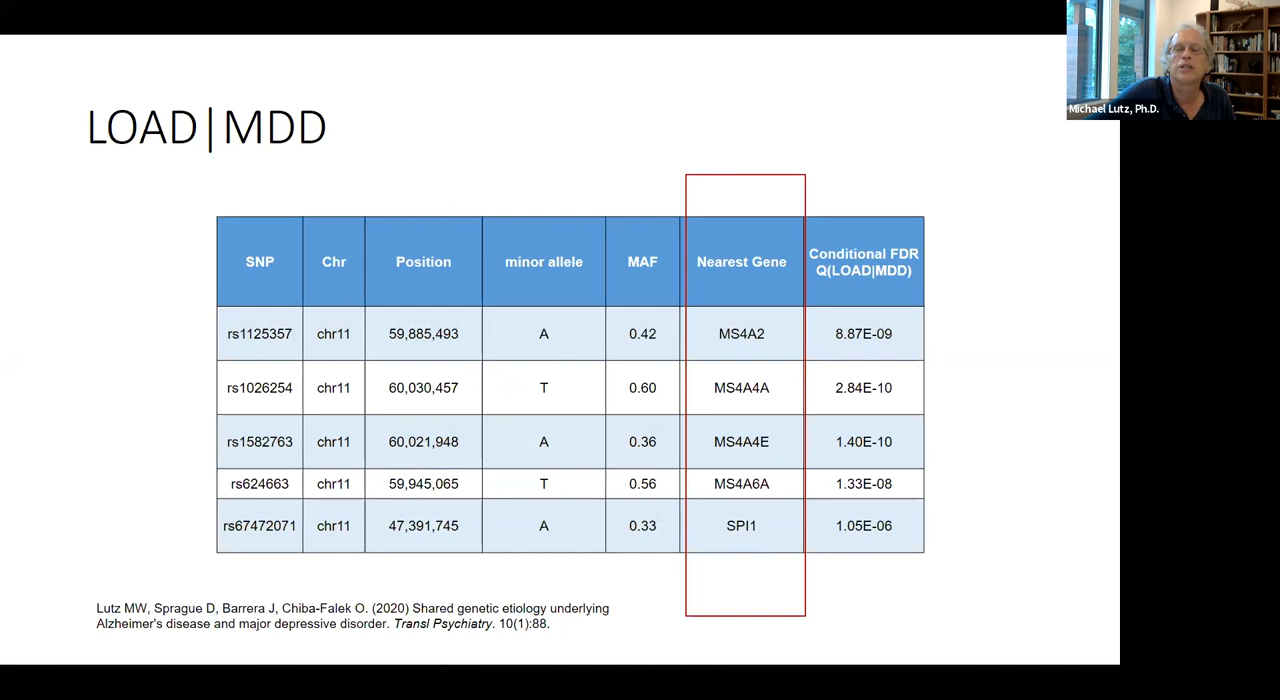 Michael Lutz, Ph.D.
LOAD|MDD
SNP Chr Position minor allele MAF Nearest Gene Conditional FDR
Q(LOAD|MDD)
rs1125357 chr11 59,885,493 A 0.42 MS4A2 8.87E-09
rs1026254 chr11 60,030,457 T 0.60 MS4A4A 2.84E-10
rs1582763 chr11 60,021,948 A 0.36 MS4A4E 1.40E-10
rs624663 chr11 59,945,065 T 0.56 MS4A6A 1.33E-08
rs67472071 chr11 47,391,745 A 0.33 SPI1 1.05E-06
Lutz MW, Sprague D, Barrera J, Chiba-Falek O. (2020) Shared genetic etiology underlying
Alzheimer's disease and major depressive disorder. Transl Psychiatry. 10(1):88.